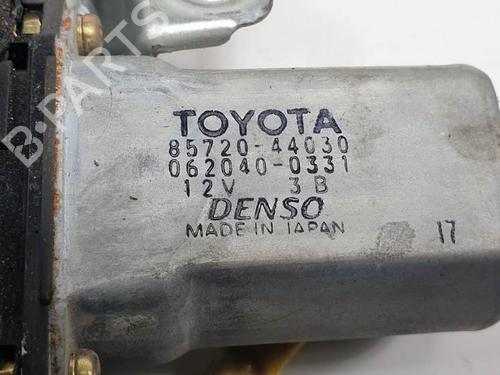 B-PARTS
TOYOTA
85720-44030
062040-0331
12V 3B
DENSO
MADE IN JAPAN
17